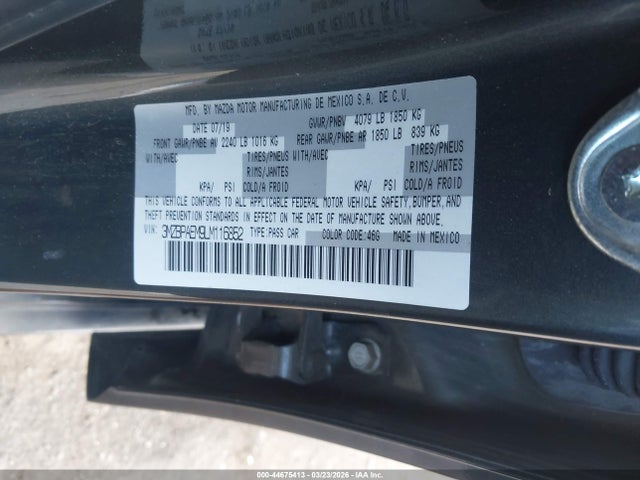 MFD. BY MAZDA MOTOR MANUFACTURING DE MEXICO S.A. DE C.V.
DATE 07/19 GVWR/PNBV 4079 LB 1850 KG
FRONT GAWR/PNBE AV 2240 LB 1016 KG REAR GAWR/PNBE AR 1850 LB 839 KG
WITH/AVEC TIRES/PNEUS WITH/AVEC TIRES/PNEUS
RIMS/JANTES RIMS/JANTES
KPA/ PSI COLD/A FROID KPA/ PSI COLD/A FROID
THIS VEHICLE CONFORMS TO ALL APPLICABLE FEDERAL MOTOR VEHICLE SAFETY, BUMPER, AND
THEFT PREVENTION STANDARDS IN EFFECT ON THE DATE OF MANUFACTURE SHOWN ABOVE.
VIN: TYPE:PASS CAR COLOR CODE:46G MADE IN MEXICO
000-44675413 | 03/23/2026 - IAA Inc.